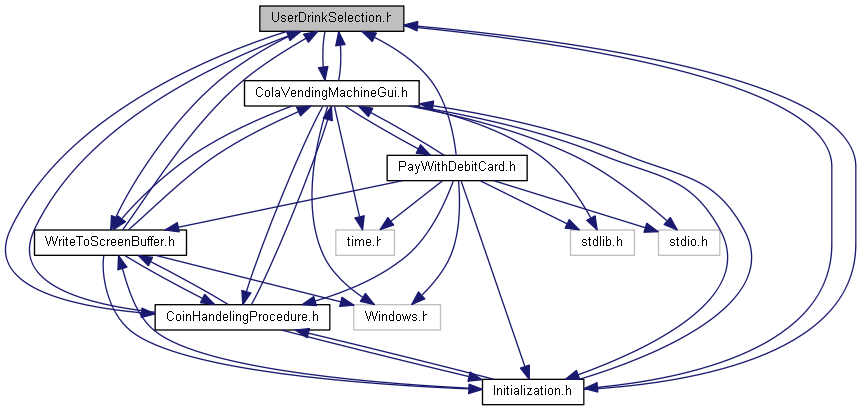 UserDrinkSelection.h
ColaVendingMachineGui.h
PayWithDebitCard.h
WriteToScreenBuffer.h
time.h
stdlib.h
stdio.h
CoinHandelingProcedure.h
Windows.h
Initialization.h